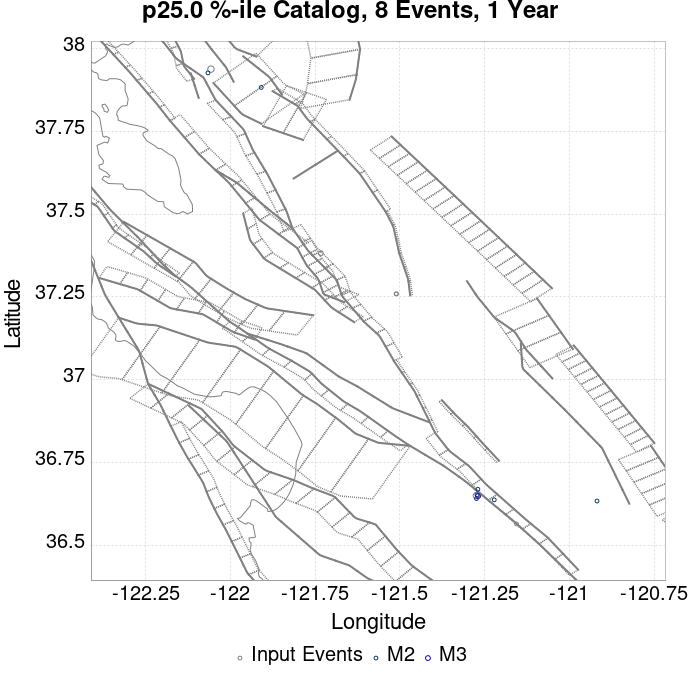 p25.0 %-ile Catalog, 8 Events, 1 Year
38
37.75
37.5
37.25
37
36.75
36.5
Latitude
-122.25 -122 -121.75 -121.5 -121.25 -121 -120.75
Longitude
Input Events M2 M3